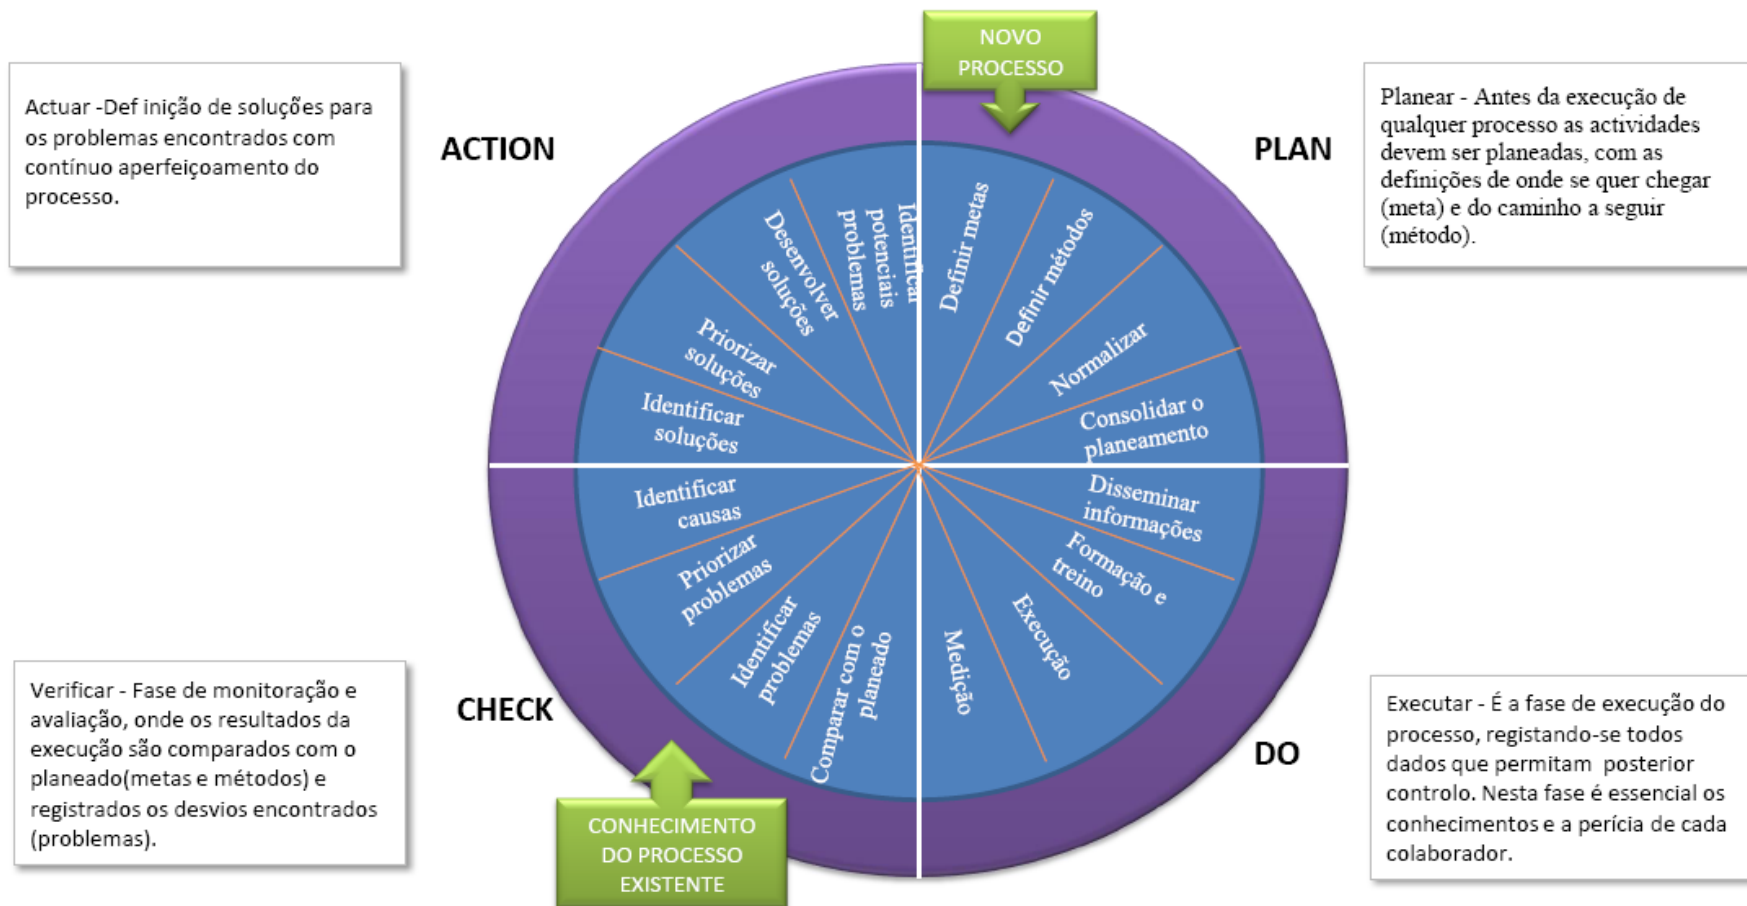 NOVO
PROCESSO
Actuar -Def inição de soluções para
os problemas encontrados com
contínuo aperfeiçoamento do
processo.
ACTION
PLAN
Planear - Antes da execução de
qualquer processo as actividades
devem ser planeadas, com as
definições de onde se quer chegar
(meta) e do caminho a seguir
(método).
Definir metas
Definir métodos
Normalizar
Consolidar o
planeamento
Disseminar
informações
Formação e
treino
Execução
Medição
Comparar com o
planeado
Identificar
problemas
Priorizar
problemas
Identificar
causas
Identificar
soluções
Priorizar
soluções
Desenvolver
soluções
Identificar
potenciais
problemas
CHECK
DO
Verificar - Fase de monitoração e
avaliação, onde os resultados da
execução são comparados com o
planeado(metas e métodos) e
registrados os desvios encontrados
(problemas).
Executar - É a fase de execução do
processo, registando-se todos
dados que permitam posterior
controlo. Nesta fase é essencial os
conhecimentos e a perícia de cada
colaborador.
CONHECIMENTO
DO PROCESSO
EXISTENTE